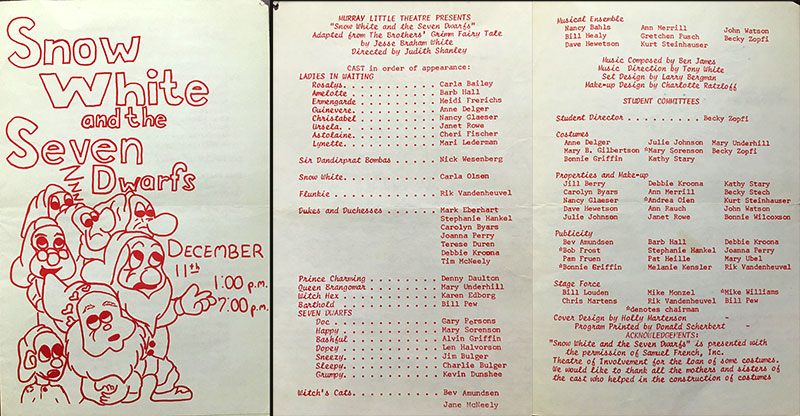 Snow
White
and the
Seven
Dwarfs
DECEMBER
11th
1:00 p.m.
7:00 p.m.
MURRAY LITTLE THEATRE PRESENTS
"Snow White and the Seven Dwarfs"
Adapted from The Brothers' Grimm Fairy Tale
by Jesse Braham White
Directed by Judith Shanley
CAST in order of appearance:
LADIES IN WAITING
Rosalys. . . . . . . . . . . . Carla Bailey
Amelotte . . . . . . . . . . . Barb Hall
Ermengarde . . . . . . . . . . Heidi Frerichs
Guinevere. . . . . . . . . . . Anne Delger
Christabel . . . . . . . . . . Nancy Glaeser
Ursela. . . . . . . . . . . . Janet Rowe
Astolaine. . . . . . . . . . . Cheri Fischer
Lynette. . . . . . . . . . . . Mari Lederman
Sir Dandiprat Bombas . . . . . Nick Wesenberg
Snow White. . . . . . . . . . Carla Olson
Flunkie . . . . . . . . . . . Rik Vandenheuvel
Dukes and Duchesses . . . . . . Mark Eberhart
Stephanie Hankel
Carolyn Byars
Joanna Perry
Terese Duren
Debbie Kroona
Tim McNeely
Prince Charming . . . . . . . . Denny Daulton
Queen Brangomar . . . . . . . . Mary Underhill
Witch Hex . . . . . . . . . . . Karen Edborg
Berthold . . . . . . . . . . . Bill Pew
SEVEN DWARFS
Doc . . . . . . . . . . . . . Gary Persons
Happy . . . . . . . . . . . . Mary Sorenson
Bashful . . . . . . . . . . . Alvin Griffin
Dopey . . . . . . . . . . . . Len Halvorson
Sneezy. . . . . . . . . . . . Jim Bulger
Sleepy. . . . . . . . . . . . Charlie Bulger
Grumpy. . . . . . . . . . . . Kevin Dunshee
Witch's Cats. . . . . . . . . . Bev Amundsen
Jane McNeely
Musical Ensemble
Nancy Bahls Ann Merrill John Watson
Bill Healy Gretchen Pusch Becky Zopfi
Dave Hewetson Kurt Steinhauser
Music Composed by Ben James
Music Direction by Tony White
Set Design by Larry Bergman
Make-up Design by Charlotte Ratzloff
STUDENT COMMITTEES
Student Director . . . . . . . . . . Becky Zopfi
Costumes
Anne Delger Julie Johnson Mary Underhill
Mary B. Gilbertson *Mary Sorenson Becky Zopfi
Bonnie Griffin Kathy Stary
Properties and Make-up
Jill Berry Debbie Kroona Kathy Stary
Carolyn Byars Ann Merrill Becky Stech
Nancy Glaeser *Andrea Oien Kurt Steinhauser
Dave Hewetson Ann Rauch John Watson
Julie Johnson Janet Rowe Bonnie Wilcoxson
Publicity
Bev Amundsen Barb Hall Debbie Kroona
*Bob Frost Stephanie Hankel Joanna Perry
Pam Fruen Pat Heille Mary Ubel
*Bonnie Griffin Melanie Kensler Rik Vandenheuvel
Stage Force
Bill Louden Mike Monzel *Mike Williams
Chris Martens Rik Vandenheuvel Bill Pew
*denotes chairman
Cover Design by Holly Martenson
Program Printed by Donald Scherbert
ACKNOWLEDGEMENTS:
"Snow White and the Seven Dwarfs" is presented with
the permission of Samuel French, Inc.
Theatre of Involvement for the loan of some costumes.
We would like to thank all the mothers and sisters of
the cast who helped in the construction of costumes